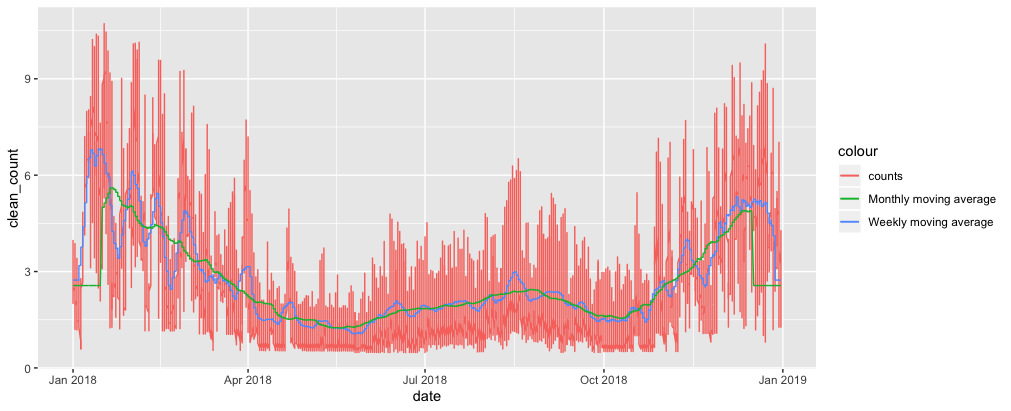 clean_count
9
6
3
0
Jan 2018
Apr 2018
Jul 2018
Oct 2018
Jan 2019
date
colour
counts
Monthly moving average
Weekly moving average